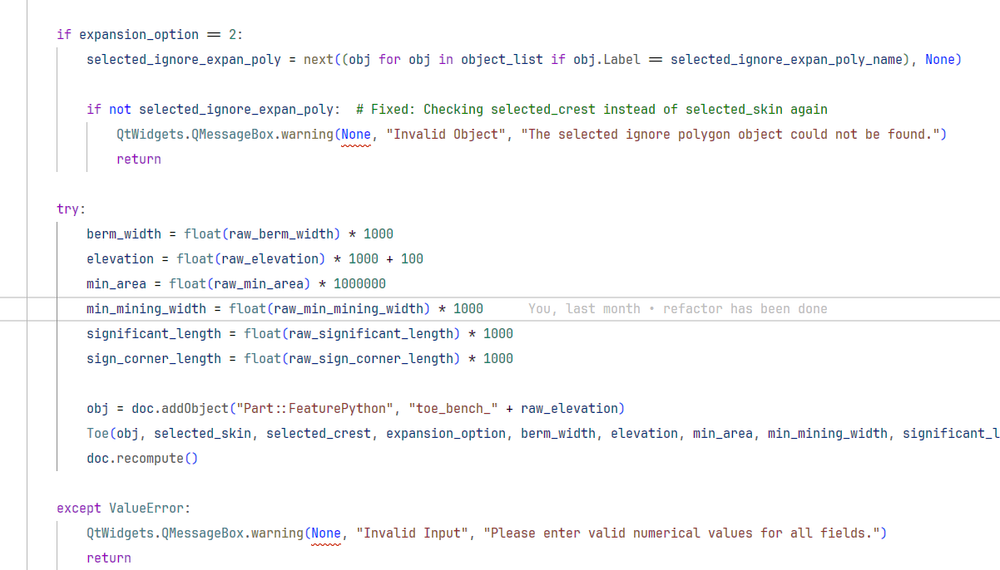 if expansion_option == 2:
selected_ignore_expan_poly = next((obj for obj in object_list if obj.Label == selected_ignore_expan_poly_name), None)
if not selected_ignore_expan_poly:  # Fixed: Checking selected_crest instead of selected_skin again
QtWidgets.QMessageBox.warning(None, "Invalid Object", "The selected ignore polygon object could not be found.")
return
try:
berm_width = float(raw_berm_width) * 1000
elevation = float(raw_elevation) * 1000 + 100
min_area = float(raw_min_area) * 1000000
min_mining_width = float(raw_min_mining_width) * 1000 You, last month • refactor has been done
significant_length = float(raw_significant_length) * 1000
sign_corner_length = float(raw_sign_corner_length) * 1000
obj = doc.addObject("Part::FeaturePython", "toe_bench_" + raw_elevation)
Toe(obj, selected_skin, selected_crest, expansion_option, berm_width, elevation, min_area, min_mining_width, significant_l
doc.recompute()
except ValueError:
QtWidgets.QMessageBox.warning(None, "Invalid Input", "Please enter valid numerical values for all fields.")
return